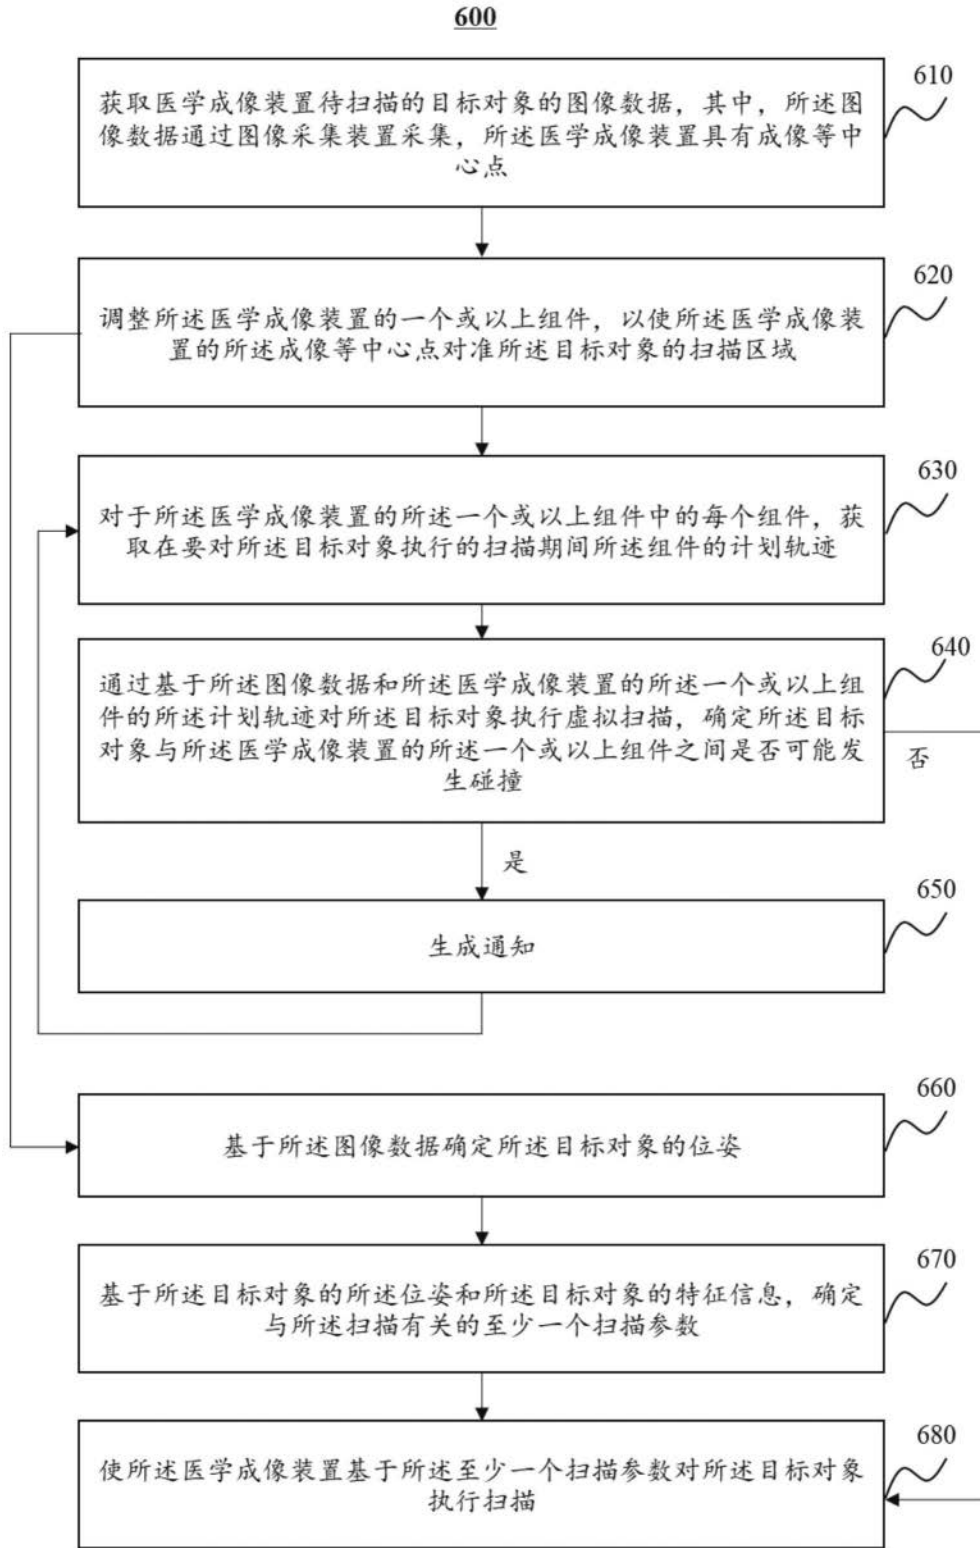 600
610
获取医学成像装置待扫描的目标对象的图像数据，其中，所述图
像数据通过图像采集装置采集，所述医学成像装置具有成像等中
心点
620
调整所述医学成像装置的一个或以上组件，以使所述医学成像装
置的所述成像等中心点对准所述目标对象的扫描区域
630
对于所述医学成像装置的所述一个或以上组件中的每个组件，获
取在要对所述目标对象执行的扫描期间所述组件的计划轨迹
640
通过基于所述图像数据和所述医学成像装置的所述一个或以上组
件的所述计划轨迹对所述目标对象执行虚拟扫描，确定所述目标
对象与所述医学成像装置的所述一个或以上组件之间是否可能发
生碰撞
否
是
650
生成通知
660
基于所述图像数据确定所述目标对象的位姿
670
基于所述目标对象的所述位姿和所述目标对象的特征信息，确定
与所述扫描有关的至少一个扫描参数
680
使所述医学成像装置基于所述至少一个扫描参数对所述目标对象
执行扫描